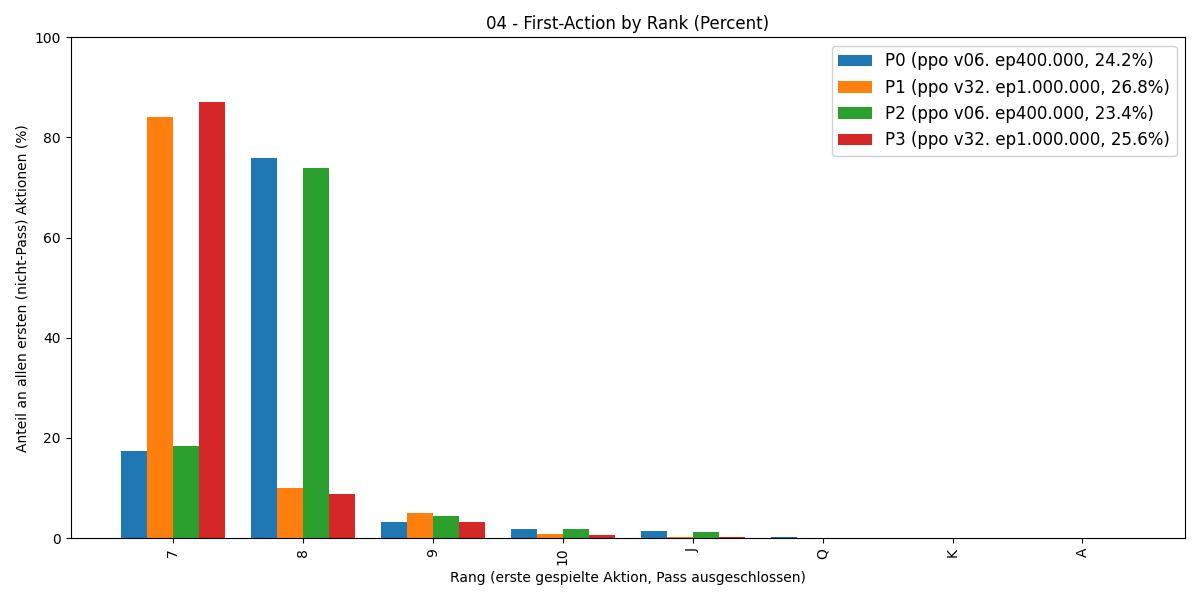 04 - First-Action by Rank (Percent)
P0 (ppo v06. ep400.000, 24.2%)
P1 (ppo v32. ep1.000.000, 26.8%)
P2 (ppo v06. ep400.000, 23.4%)
P3 (ppo v32. ep1.000.000, 25.6%)
Anteil an allen ersten (nicht-Pass) Aktionen (%)
100
80
60
40
20
0
7 8 9 10 J Q K A
Rang (erste gespielte Aktion, Pass ausgeschlossen)